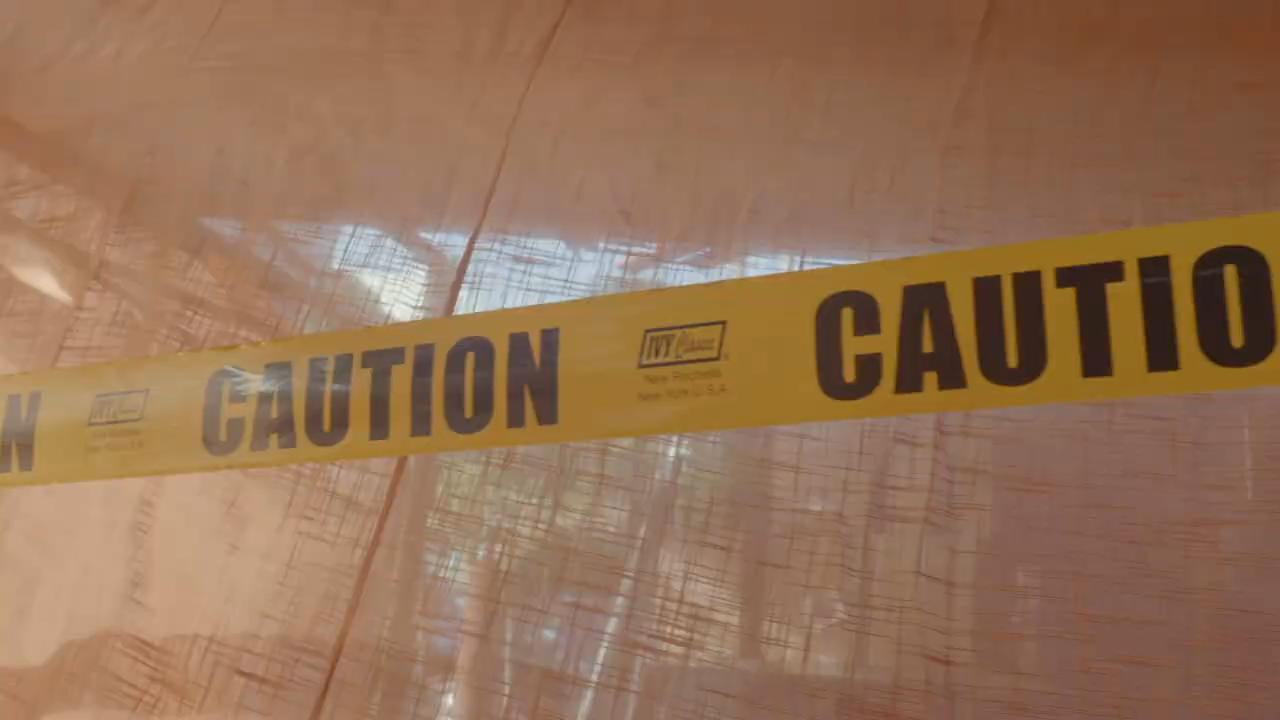 N
CAUTION
IVY Classic
New Rochelle
New York U.S.A.
CAUTIO